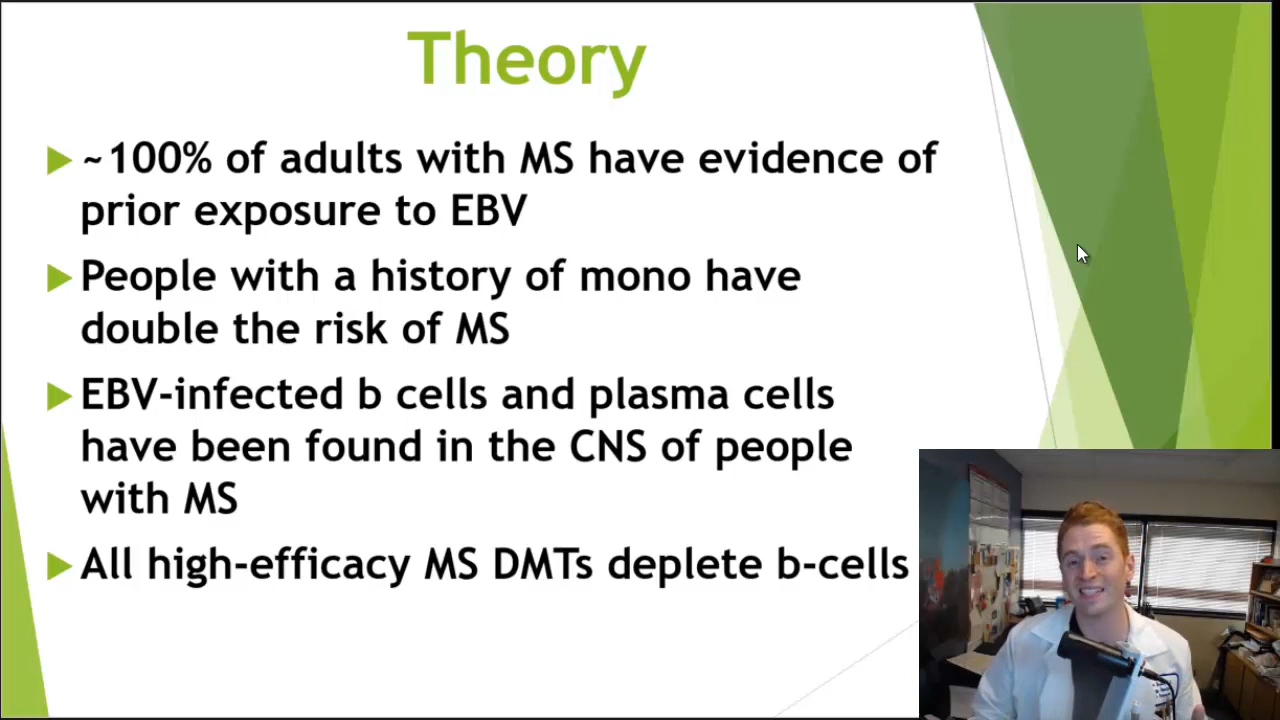 Theory
~100% of adults with MS have evidence of
prior exposure to EBV
People with a history of mono have
double the risk of MS
EBV-infected b cells and plasma cells
have been found in the CNS of people
with MS
All high-efficacy MS DMTs deplete b-cells